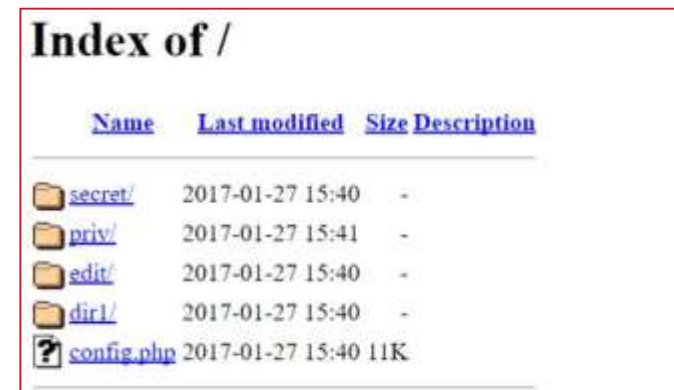 Index of /
Name Last modified Size Description
secret/ 2017-01-27 15:40 -
priv/ 2017-01-27 15:41 -
edit/ 2017-01-27 15:40 -
dir1/ 2017-01-27 15:40 -
config.php 2017-01-27 15:40 11K